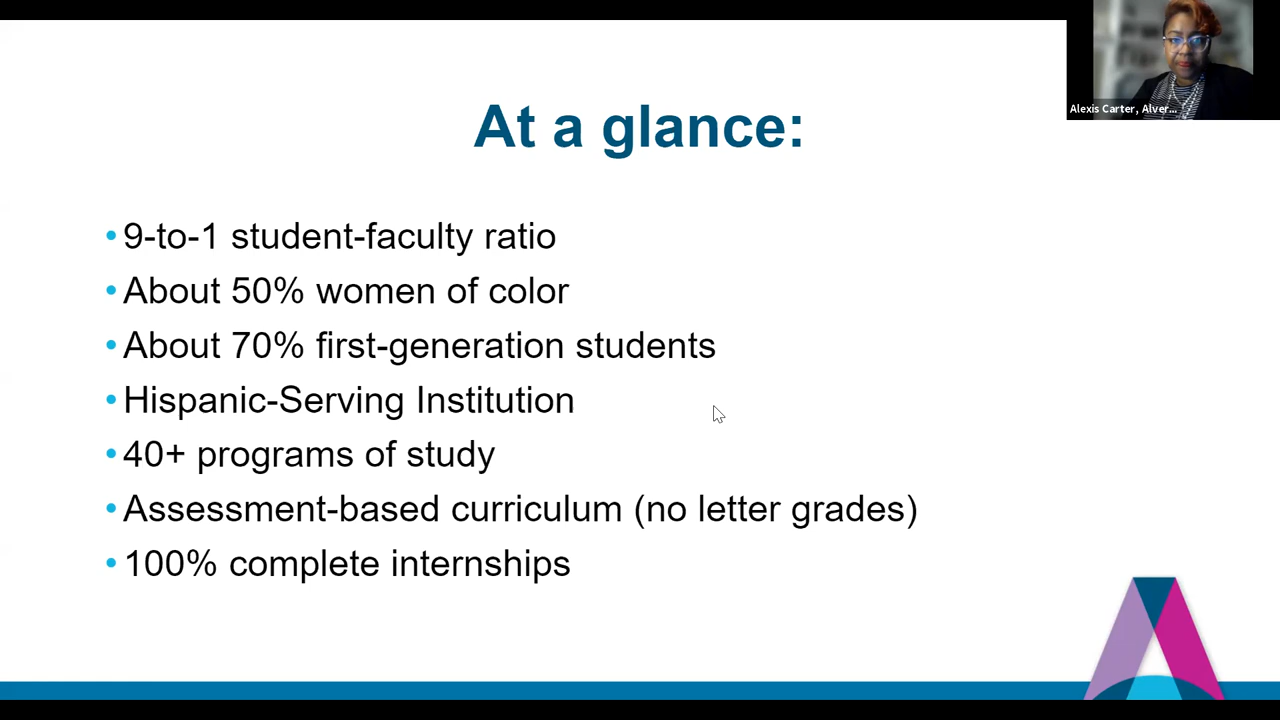 Alexis Carter, Alver...
At a glance:
•9-to-1 student-faculty ratio
•About 50% women of color
•About 70% first-generation students
•Hispanic-Serving Institution
•40+ programs of study
•Assessment-based curriculum (no letter grades)
•100% complete internships